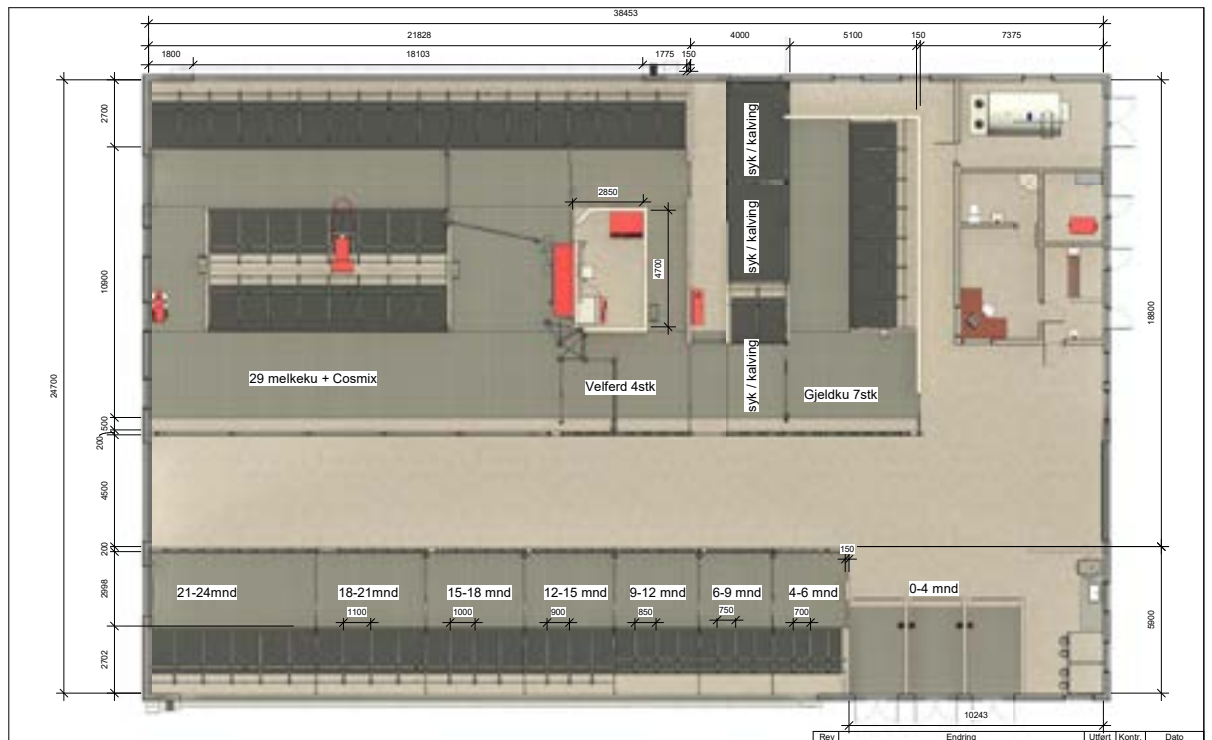 38453
21828
4000
5100
150
7375
1800
18103
1775
150
2700
10900
24700
500
200
4500
200
2998
2702
18800
5900
2850
4700
syk / kalving
syk / kalving
syk / kalving
29 melkeku + Cosmix
Velferd 4stk
Gjeldku 7stk
150
21-24mnd
18-21mnd
15-18 mnd
12-15 mnd
9-12 mnd
6-9 mnd
4-6 mnd
0-4 mnd
1100
1000
900
850
750
700
10243
Rev
Endring
Utført
Kontr.
Dato